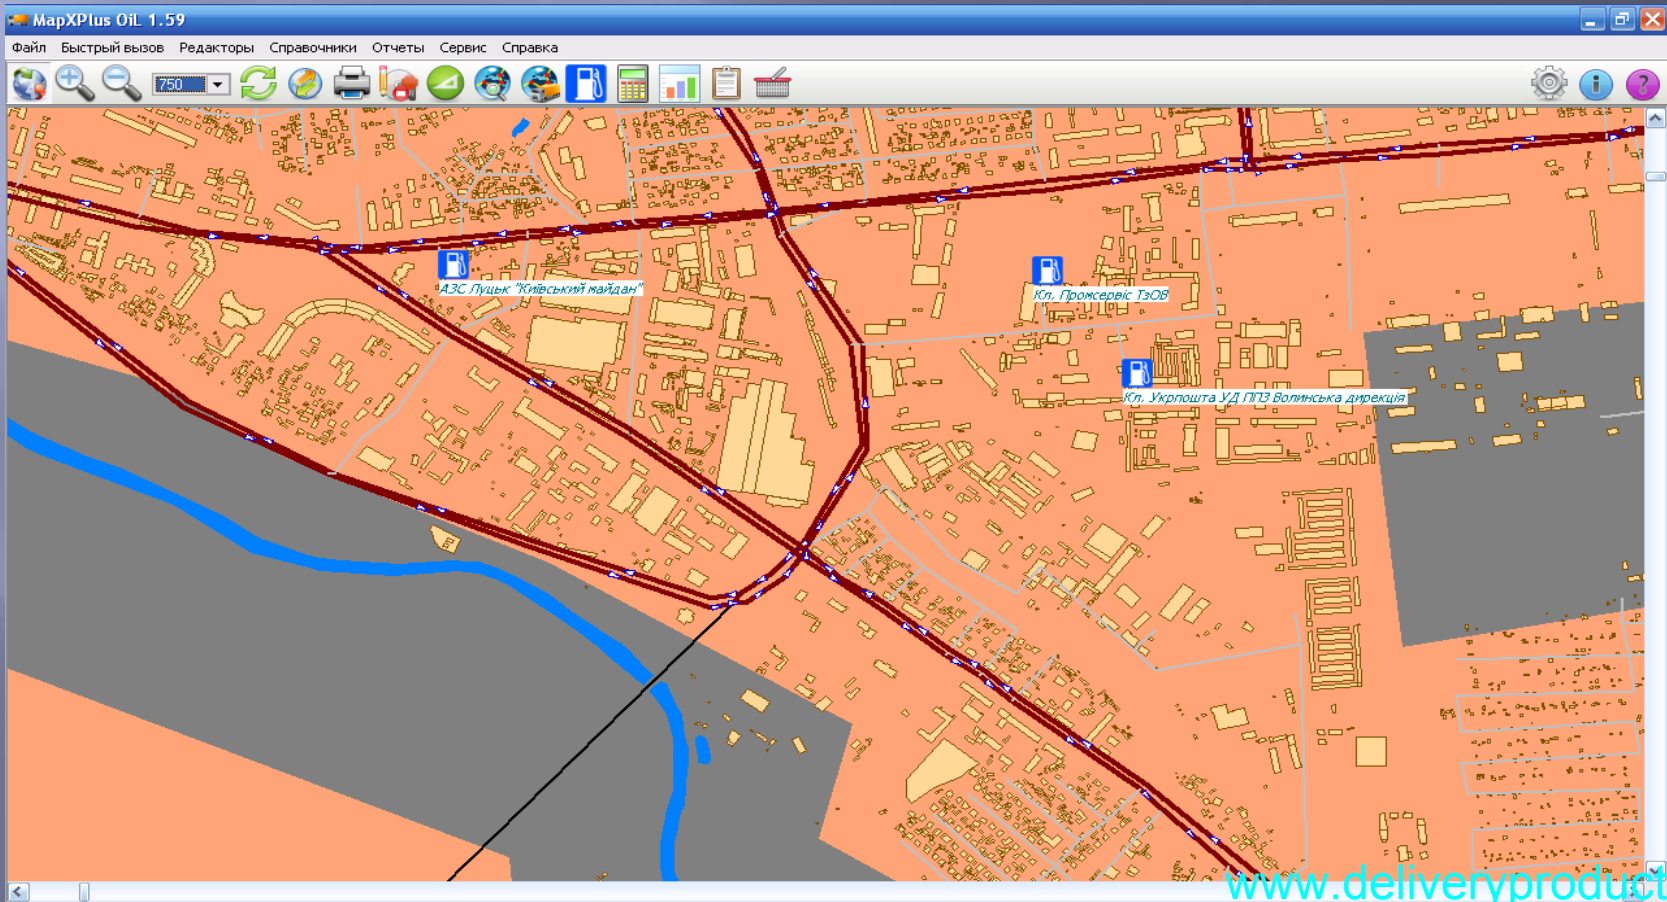 MapXPlus OiL 1.59
Файл Быстрый вызов Редакторы Справочники Отчеты Сервис Справка
750
АЗС Луцьк "Київський майдан"
Кл. Промсервіс ТзОВ
Кл. Укрпошта УД ППЗ Волинська дирекція
www.deliveryproduct